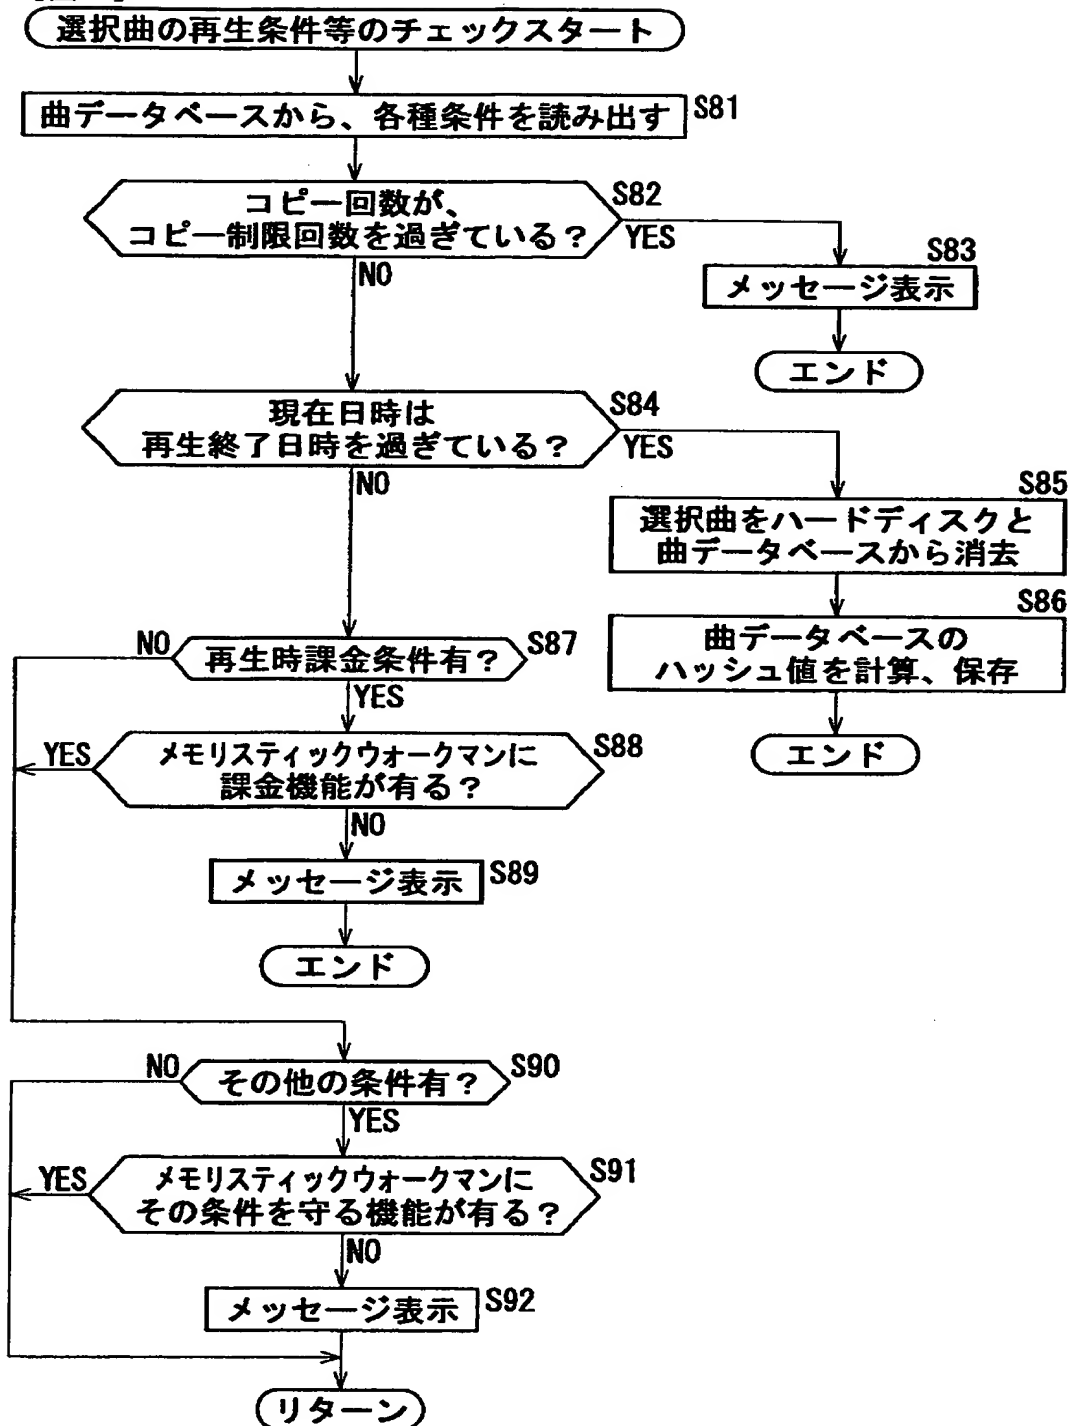 選択曲の再生条件等のチェックスタート
曲データベースから、各種条件を読み出す
S81
コピー回数が、
コピー制限回数を過ぎている？
S82
YES
NO
S83
メッセージ表示
エンド
現在日時は
再生終了日時を過ぎている？
S84
YES
NO
S85
選択曲をハードディスクと
曲データベースから消去
S86
曲データベースの
ハッシュ値を計算、保存
エンド
NO
再生時課金条件有？
S87
YES
YES
メモリスティックウォークマンに
課金機能が有る？
S88
NO
メッセージ表示
S89
エンド
NO
その他の条件有？
S90
YES
YES
メモリスティックウォークマンに
その条件を守る機能が有る？
S91
NO
メッセージ表示
S92
リターン